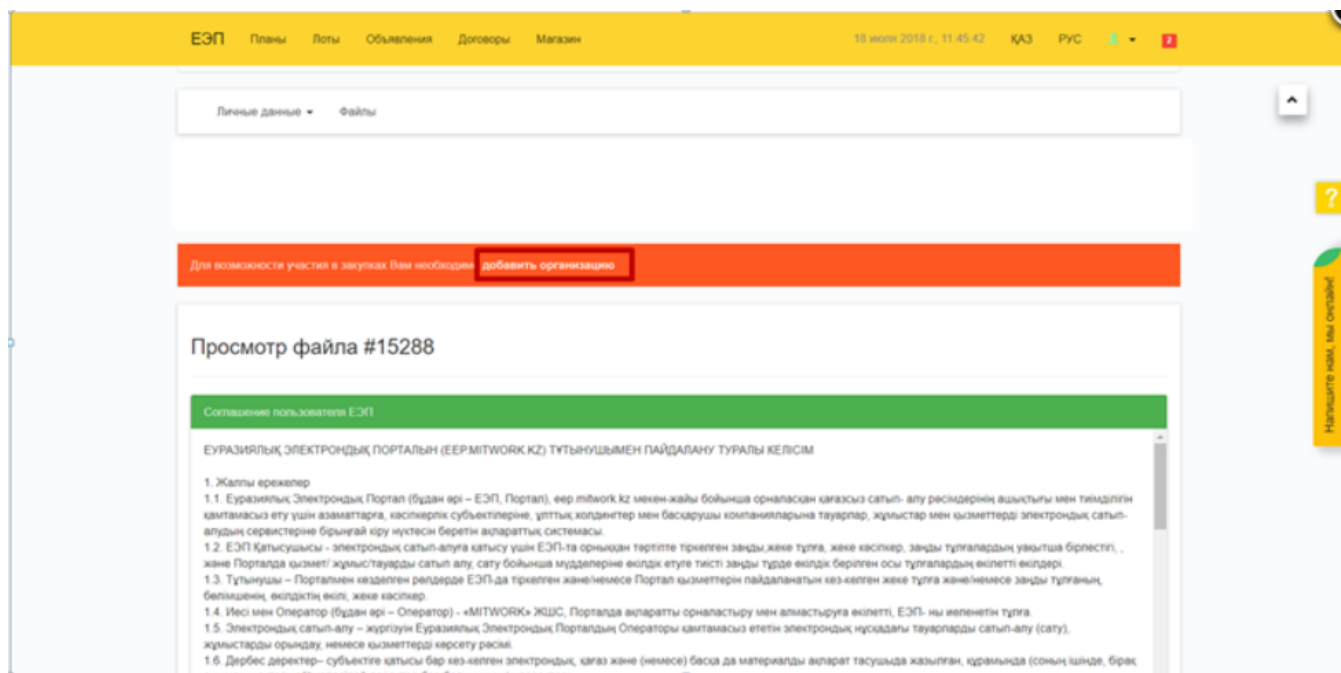 ЕЭП Планы Лоты Объявления Договоры Магазин 18 июля 2018 г., 11:45:42 ҚАЗ РУС 2
Личные данные Файлы
?
Для возможности участия в закупках Вам необходимо добавить организацию
Напишите нам, мы онлайн!
Просмотр файла #15288
Соглашение пользователя ЕЭП
ЕУРАЗИЯЛЫҚ ЭЛЕКТРОНДЫҚ ПОРТАЛЫН (EEP.MITWORK.KZ) ТҰТЫНУШЫМЕН ПАЙДАЛАНУ ТУРАЛЫ КЕЛІСІМ
1. Жалпы ережелер
1.1. Еуразиялық Электрондық Портал (бұдан әрі – ЕЭП, Портал), eep.mitwork.kz мекен-жайы бойынша орналасқан қағазсыз сатып- алу рәсімдерінің ашықтығы мен тиімділігін
қамтамасыз ету үшін азаматтарға, кәсіпкерлік субъектілеріне, ұлттық холдингтер мен басқарушы компанияларына тауарлар, жұмыстар мен қызметтерді электрондық сатып-
алудың сервистеріне бірыңғай кіру нүктесін беретін ақпараттық системасы.
1.2. ЕЭП Қатысушысы - электрондық сатып-алуға қатысу үшін ЕЭП-та орныққан тәртіпте тіркелген заңды,жеке тұлға, жеке кәсіпкер, заңды тұлғалардың уақытша бірлестігі, ,
және Порталда қызмет/ жұмыс/тауарды сатып алу, сату бойынша мүдделеріне өкілдік етуге тиісті заңды түрде өкілдік берілген осы тұлғалардың өкілетті өкілдері.
1.3. Тұтынушы – Порталмен көзделген рөлдерде ЕЭП-да тіркелген және/немесе Портал қызметтерін пайдаланатын кез-келген жеке тұлға және/немесе заңды тұлғаның,
бөлімшенің, өкілдіктің өкілі, жеке кәсіпкер.
1.4. Иесі мен Оператор (бұдан әрі – Оператор) - «MITWORK» ЖШС, Порталда ақпаратты орналастыру мен алмастыруға өкілетті, ЕЭП- ны иеленетін тұлға.
1.5. Электрондық сатып-алу – жүргізуін Еуразиялық Электрондық Порталдың Операторы қамтамасыз ететін электрондық нұсқадағы тауарларды сатып-алу (сату),
жұмыстарды орындау, немесе қызметтерді көрсету рәсімі.
1.6. Дербес деректер– субъектіге қатысы бар кез-келген электрондық, қағаз және (немесе) басқа да материалды ақпарат тасушыда жазылған, құрамында (соның ішінде, бірақ